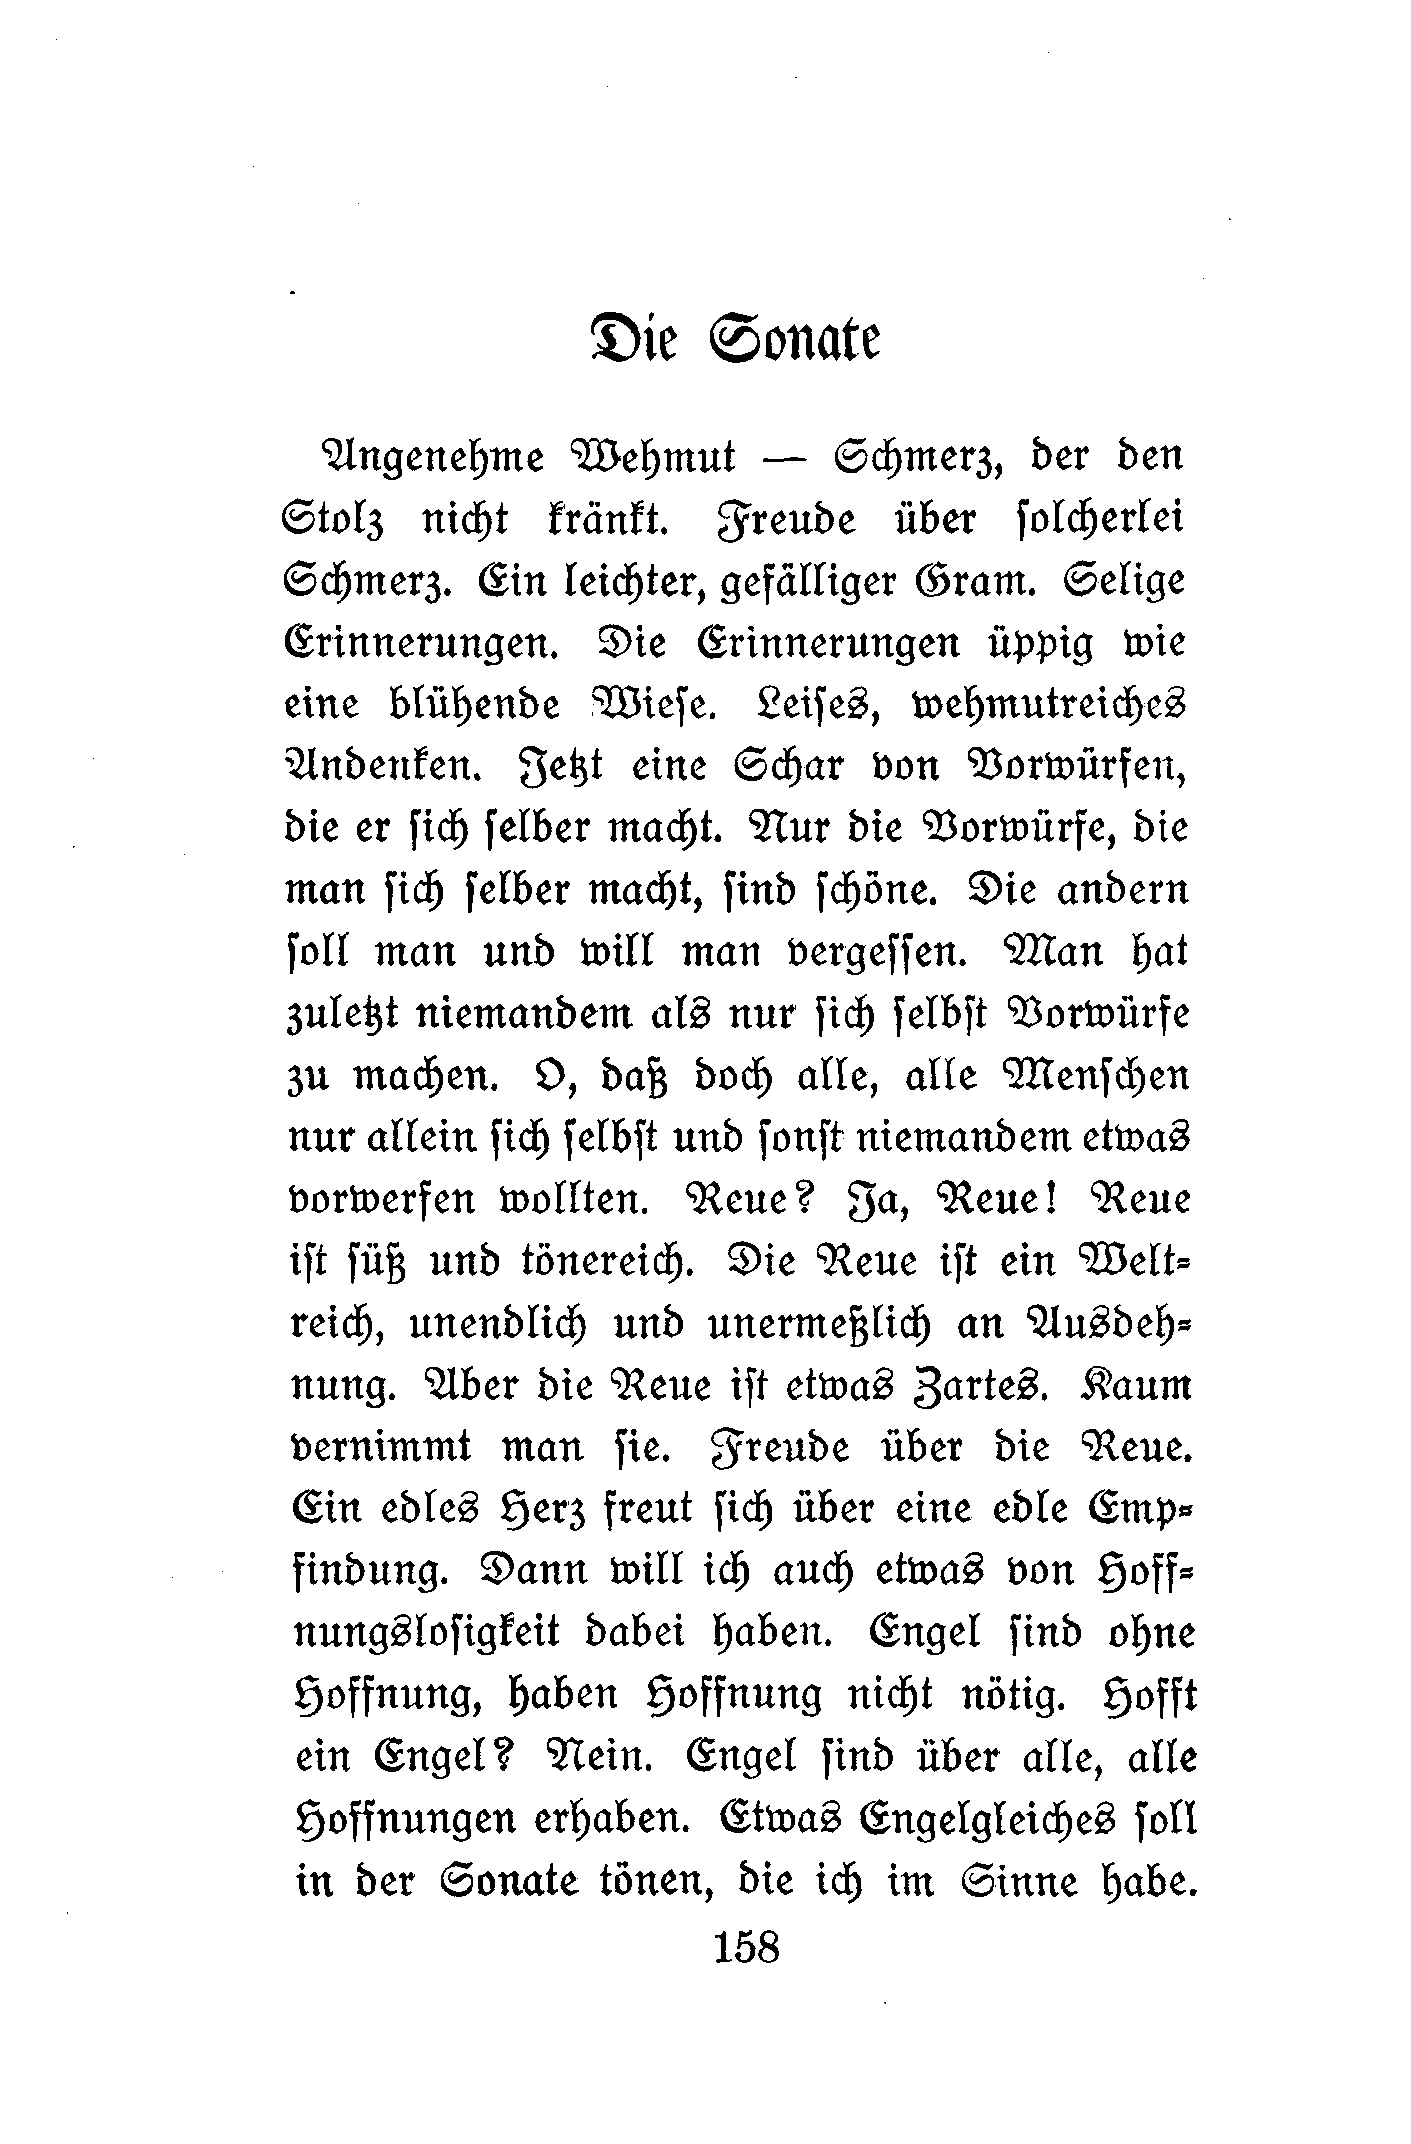 Die Sonate
Angenehme Wehmut — Schmerz, der den
Stolz nicht kränkt. Freude über solcherlei
Schmerz. Ein leichter, gefälliger Gram. Selige
Erinnerungen. Die Erinnerungen üppig wie
eine blühende Wiese. Leises, wehmutreiches
Andenken. Jetzt eine Schar von Vorwürfen,
die er sich selber macht. Nur die Vorwürfe, die
man sich selber macht, sind schöne. Die andern
soll man und will man vergessen. Man hat
zuletzt niemandem als nur sich selbst Vorwürfe
zu machen. O, daß doch alle, alle Menschen
nur allein sich selbst und sonst niemandem etwas
vorwerfen wollten. Reue? Ja, Reue! Reue
ist süß und tönereich. Die Reue ist ein Welt-
reich, unendlich und unermeßlich an Ausdeh-
nung. Aber die Reue ist etwas Zartes. Kaum
vernimmt man sie. Freude über die Reue.
Ein edles Herz freut sich über eine edle Emp-
findung. Dann will ich auch etwas von Hoff-
nungslosigkeit dabei haben. Engel sind ohne
Hoffnung, haben Hoffnung nicht nötig. Hofft
ein Engel? Nein. Engel sind über alle, alle
Hoffnungen erhaben. Etwas Engelgleiches soll
in der Sonate tönen, die ich im Sinne habe.
158